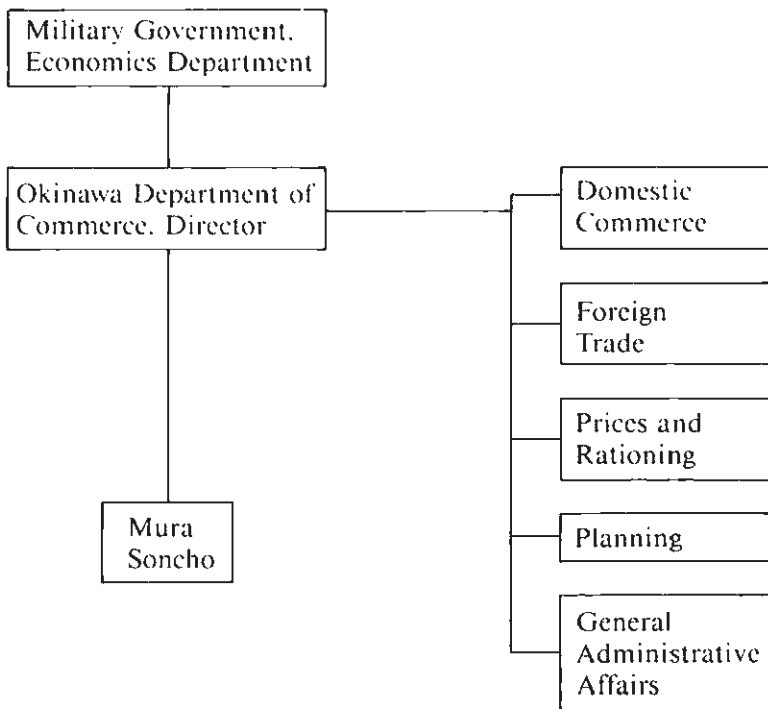 Military Government,
Economics Department
Okinawa Department of
Commerce, Director
Domestic
Commerce
Foreign
Trade
Prices and
Rationing
Mura
Soncho
Planning
General
Administrative
Affairs